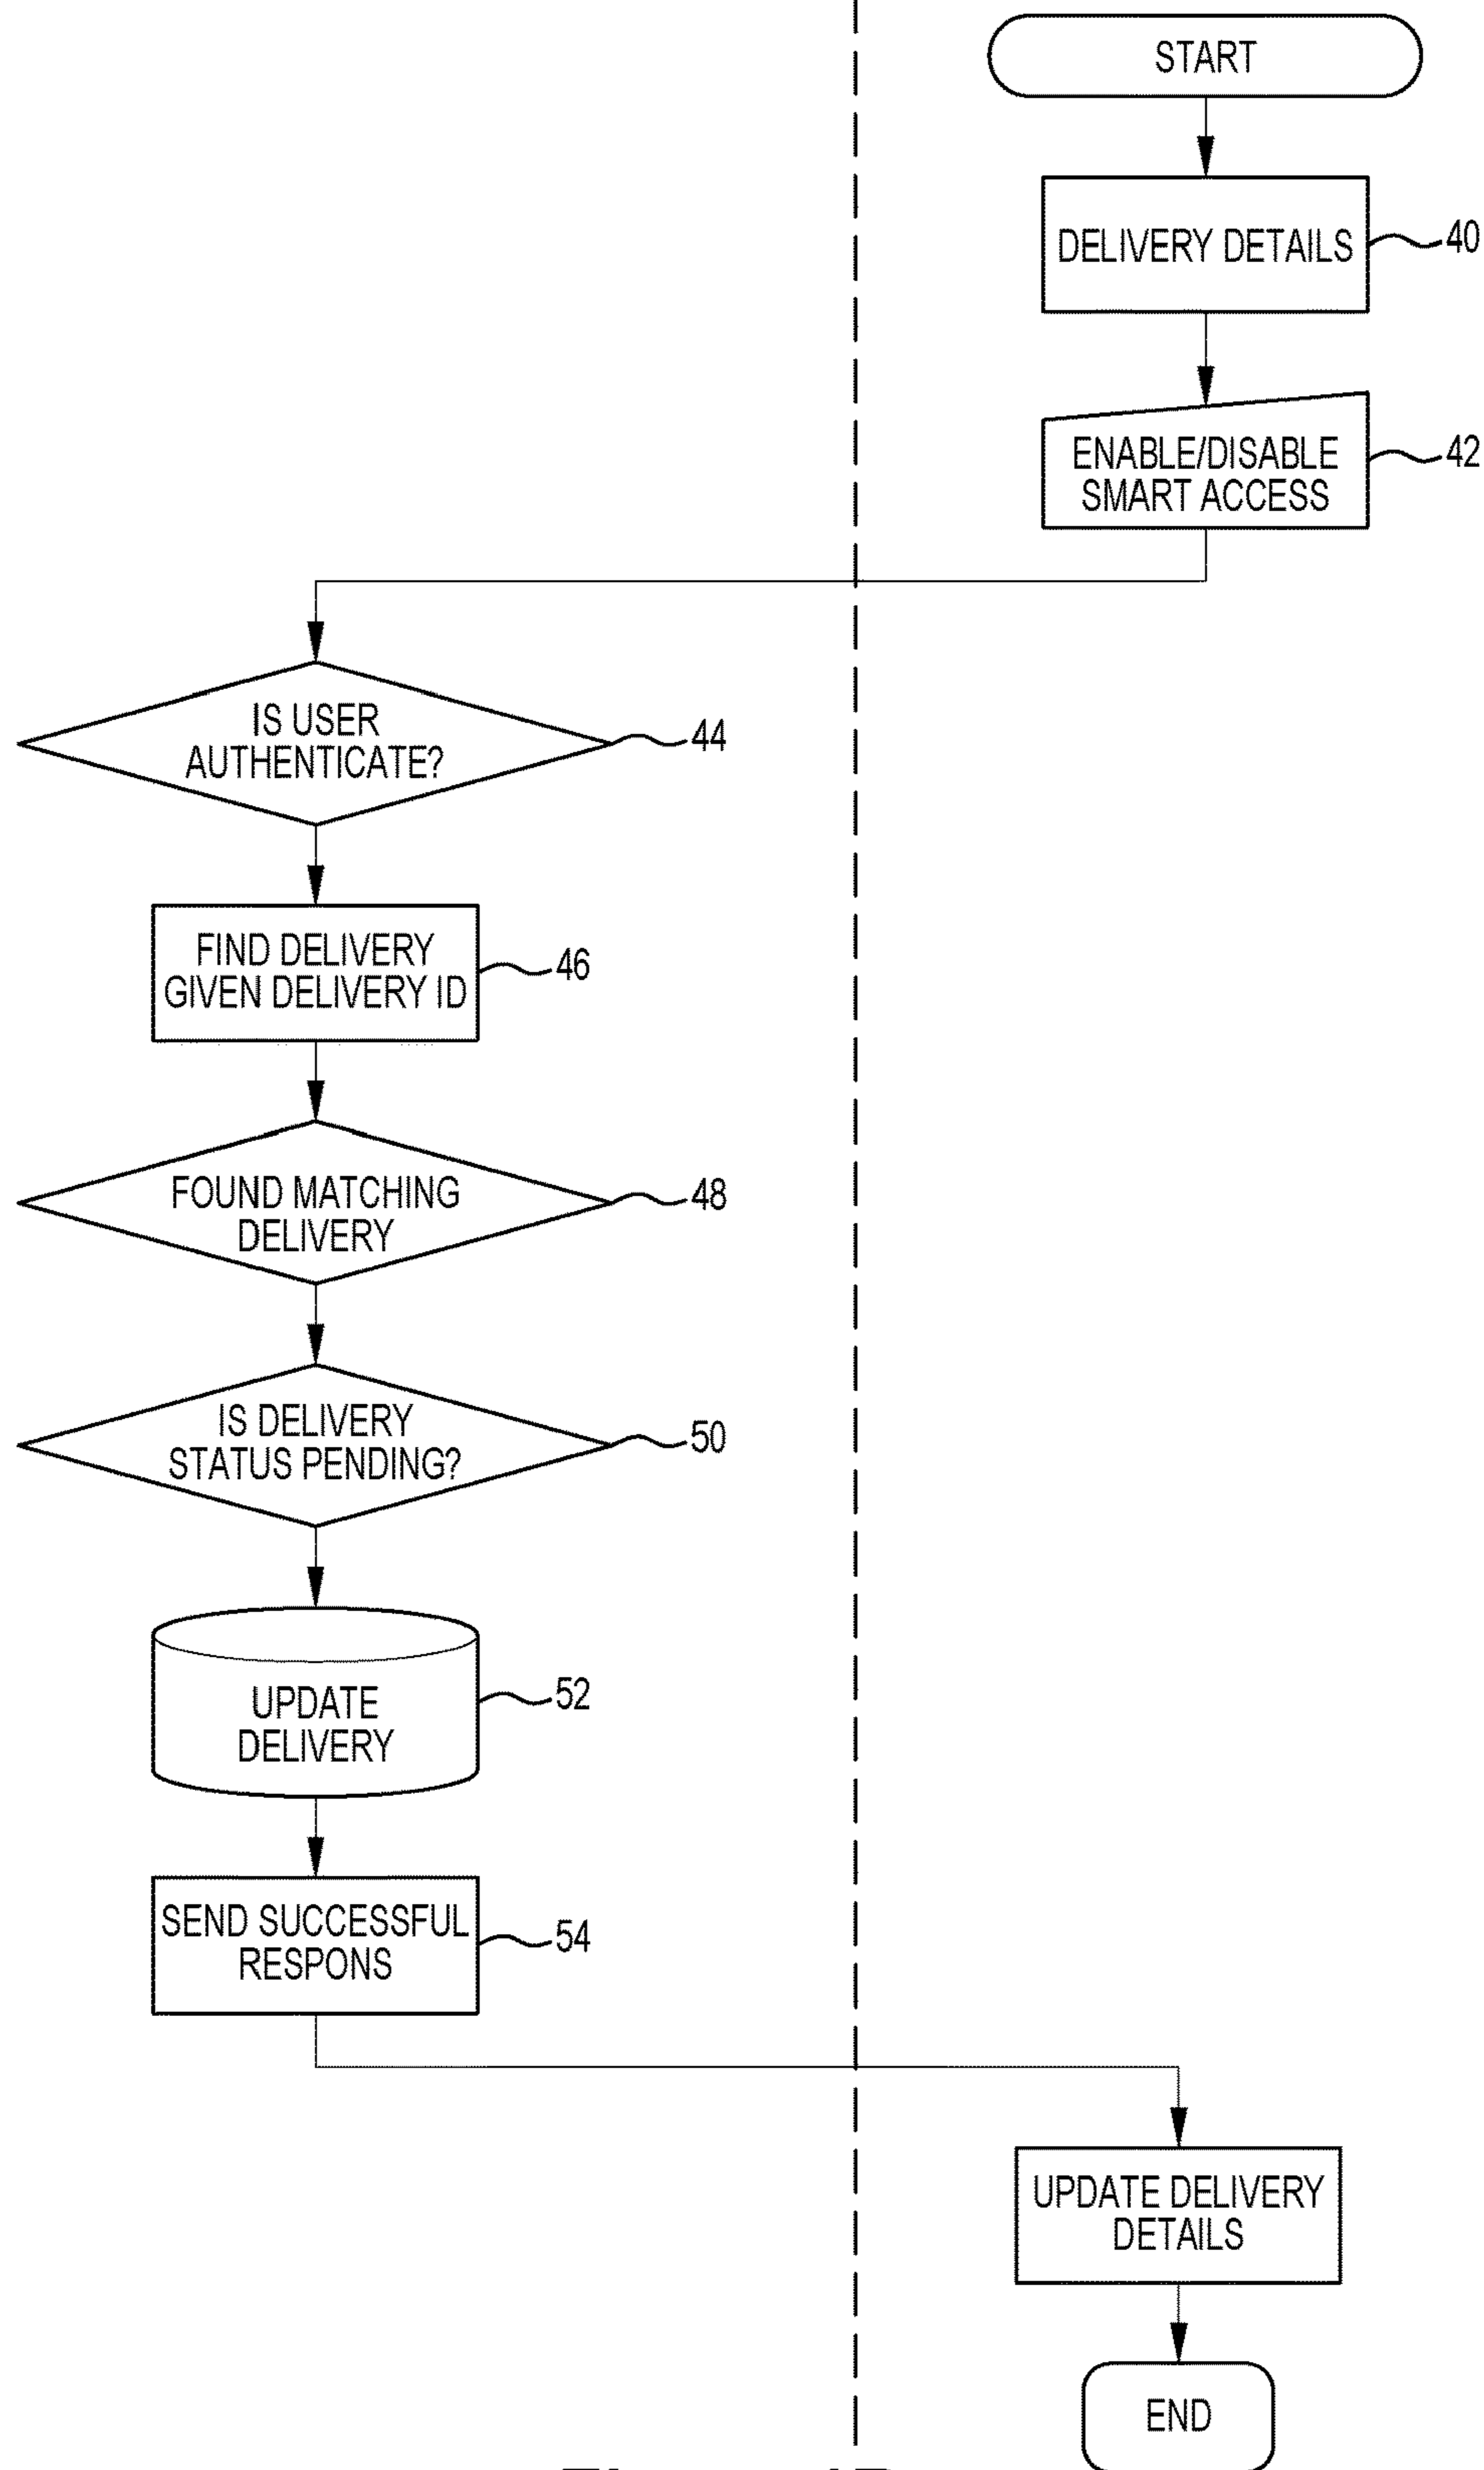 START
DELIVERY DETAILS
40
ENABLE/DISABLE
SMART ACCESS
42
IS USER
AUTHENTICATE?
44
FIND DELIVERY
GIVEN DELIVERY ID
46
FOUND MATCHING
DELIVERY
48
IS DELIVERY
STATUS PENDING?
50
UPDATE
DELIVERY
52
SEND SUCCESSFUL
RESPONS
54
UPDATE DELIVERY
DETAILS
END